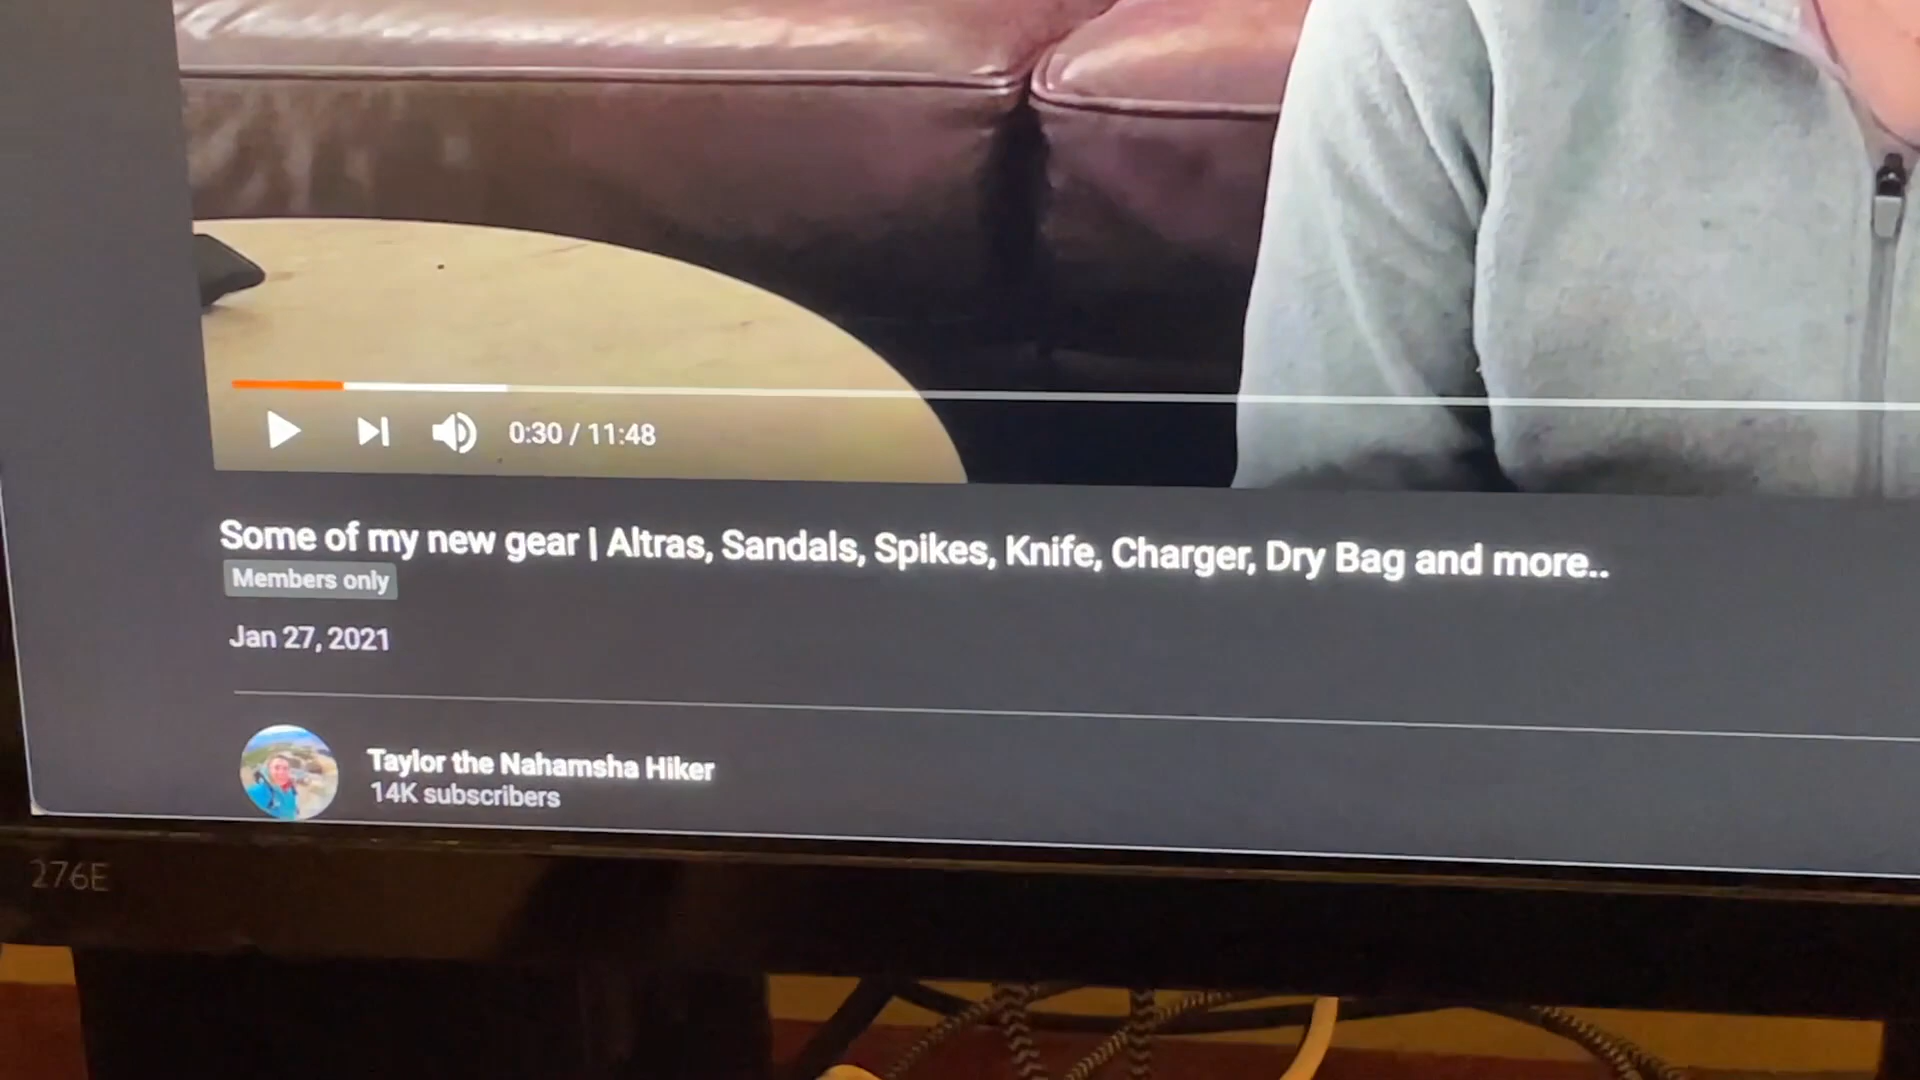 0:30 / 11:48
Some of my new gear | Altras, Sandals, Spikes, Knife, Charger, Dry Bag and more..
Members only
Jan 27, 2021
Taylor the Nahamsha Hiker
14K subscribers
276E